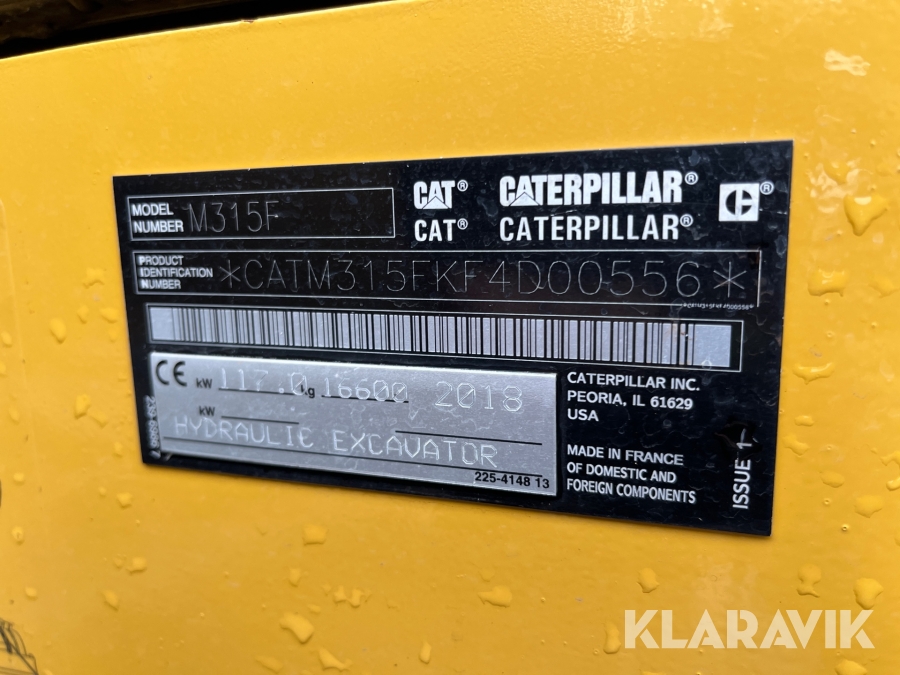 MODEL NUMBER M315F
CAT® CATERPILLAR® ®
CAT® CATERPILLAR®
PRODUCT IDENTIFICATION NUMBER *CATM315FKF4D00556*
CE kW 117.0 kg 16600 2018
kW
HYDRAULIC EXCAVATOR
225-4148 13
CATERPILLAR INC.
PEORIA, IL 61629
USA
MADE IN FRANCE
OF DOMESTIC AND
FOREIGN COMPONENTS
ISSUE 1
KLARAVIK